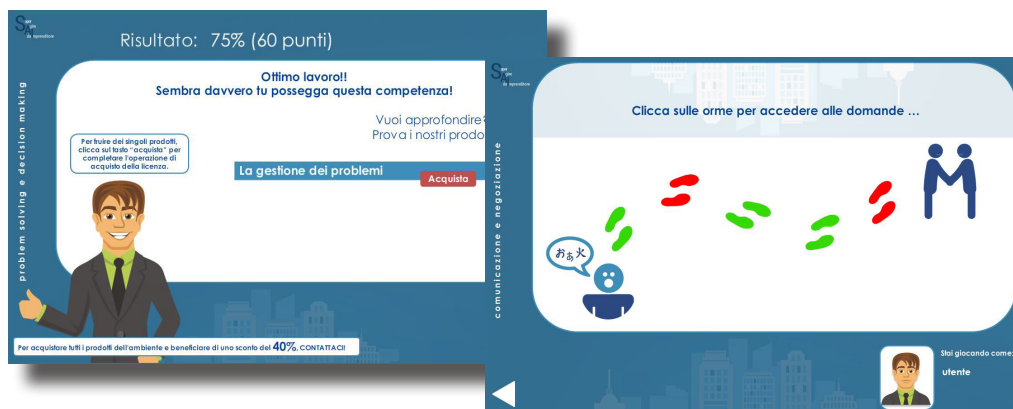 Risultato: 75% (60 punti)
problem solving e decision making
Ottimo lavoro!!
Sembra davvero tu possegga questa competenza!
Vuoi approfondire
Prova i nostri prodo
Per fruire dei singoli prodotti,
clicca sul tasto "acquista" per
completare l'operazione di
acquisto della licenza.
La gestione dei problemi
Acquista
Per acquistare tutti i prodotti dell'ambiente e beneficiare di uno sconto del 40%, CONTATTACI!
comunicazione e negoziazione
Clicca sulle orme per accedere alle domande ...
おぁ火
Stai giocando come:
utente